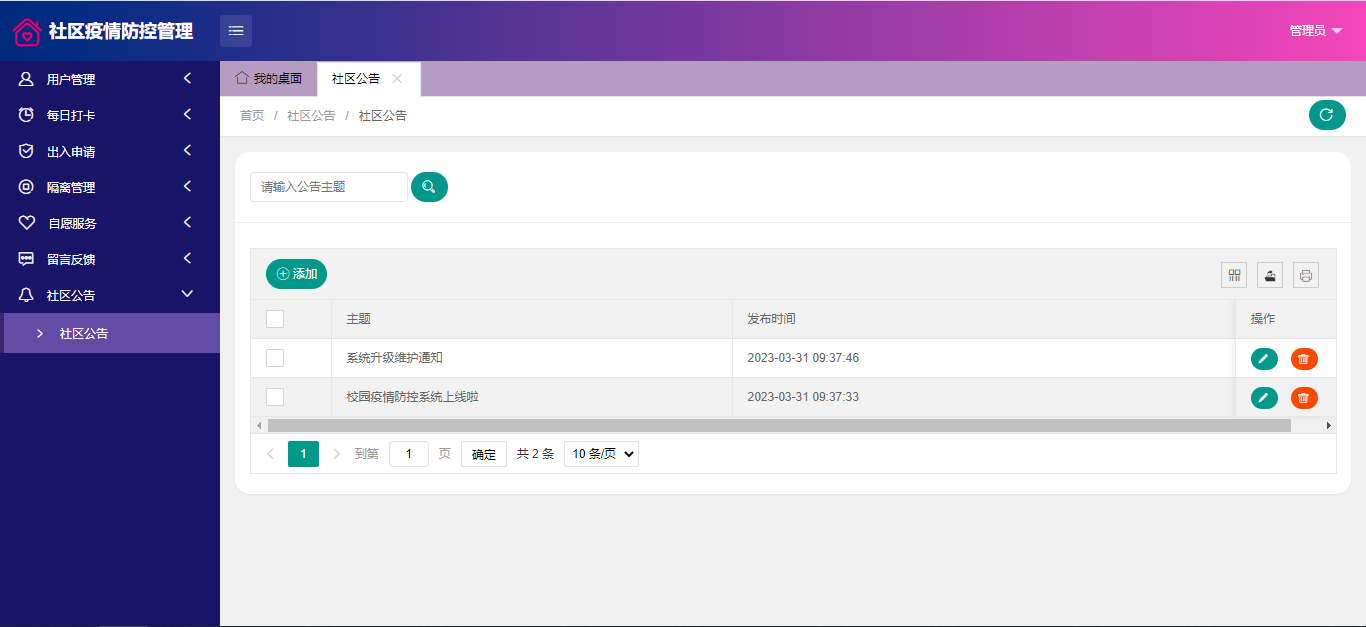 社区疫情防控管理
管理员
用户管理
每日打卡
出入申请
隔离管理
自愿服务
留言反馈
社区公告
社区公告
我的桌面 社区公告
首页 / 社区公告 / 社区公告
请输入公告主题
添加
主题 发布时间 操作
系统升级维护通知 2023-03-31 09:37:46
校园疫情防控系统上线啦 2023-03-31 09:37:33
1 到第 1 页 确定 共 2 条 10 条/页